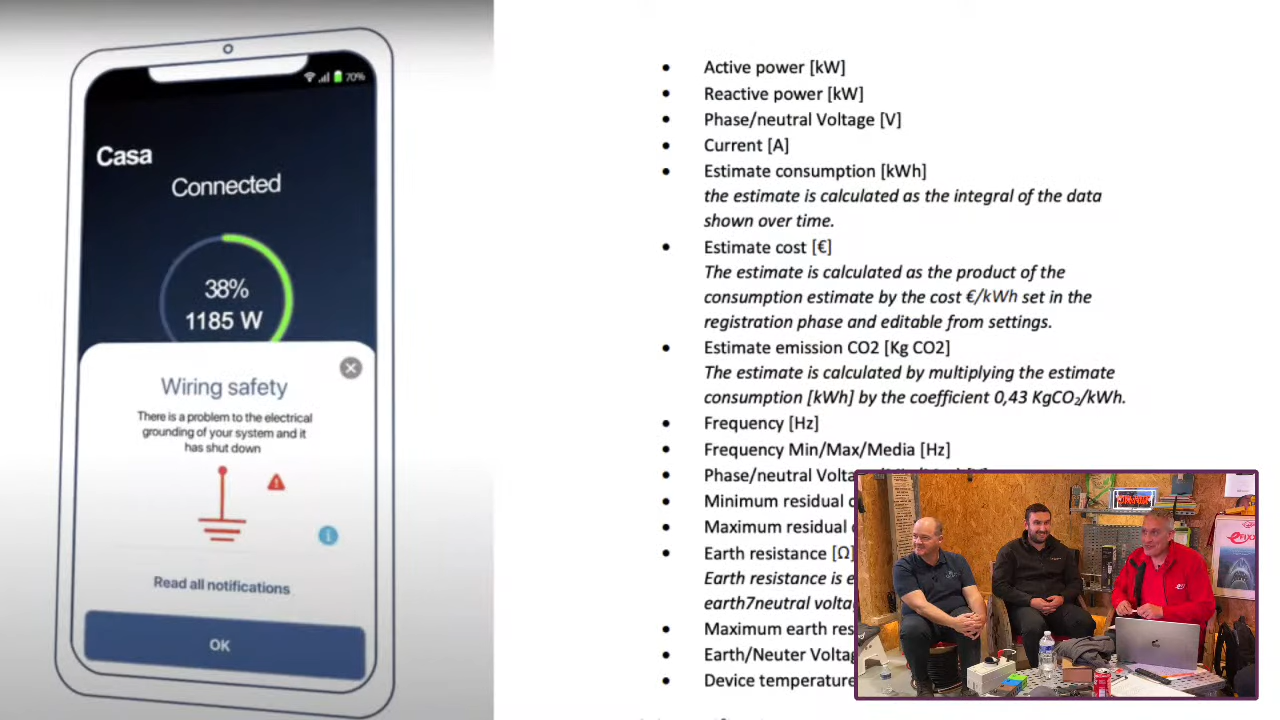 70%
Casa
Connected
38%
1185 W
Wiring safety
There is a problem to the electrical
grounding of your system and it
has shut down
Read all notifications
OK
Active power [kW]
Reactive power [kW]
Phase/neutral Voltage [V]
Current [A]
Estimate consumption [kWh]
the estimate is calculated as the integral of the data
shown over time.
Estimate cost [€]
The estimate is calculated as the product of the
consumption estimate by the cost €/kWh set in the
registration phase and editable from settings.
Estimate emission CO2 [Kg CO2]
The estimate is calculated by multiplying the estimate
consumption [kWh] by the coefficient 0,43 KgCO₂/kWh.
Frequency [Hz]
Frequency Min/Max/Media [Hz]
Phase/neutral Volta
Minimum residual
Maximum residual
Earth resistance [Ω]
Earth resistance is
earth7neutral volta
Maximum earth res
Earth/Neuter Voltag
Device temperature
eFIXX